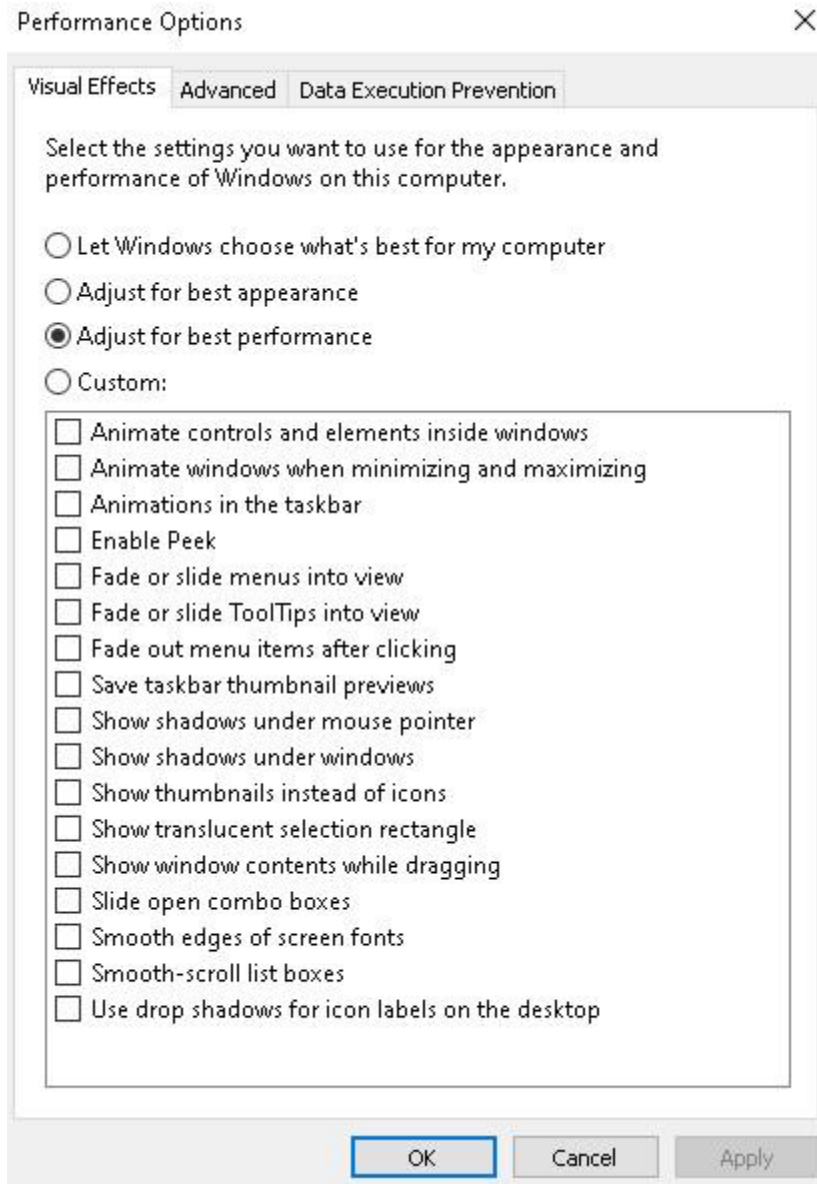 Performance Options
Visual Effects
Advanced
Data Execution Prevention
Select the settings you want to use for the appearance and
performance of Windows on this computer.
Let Windows choose what's best for my computer
Adjust for best appearance
Adjust for best performance
Custom:
Animate controls and elements inside windows
Animate windows when minimizing and maximizing
Animations in the taskbar
Enable Peek
Fade or slide menus into view
Fade or slide ToolTips into view
Fade out menu items after clicking
Save taskbar thumbnail previews
Show shadows under mouse pointer
Show shadows under windows
Show thumbnails instead of icons
Show translucent selection rectangle
Show window contents while dragging
Slide open combo boxes
Smooth edges of screen fonts
Smooth-scroll list boxes
Use drop shadows for icon labels on the desktop
OK
Cancel
Apply